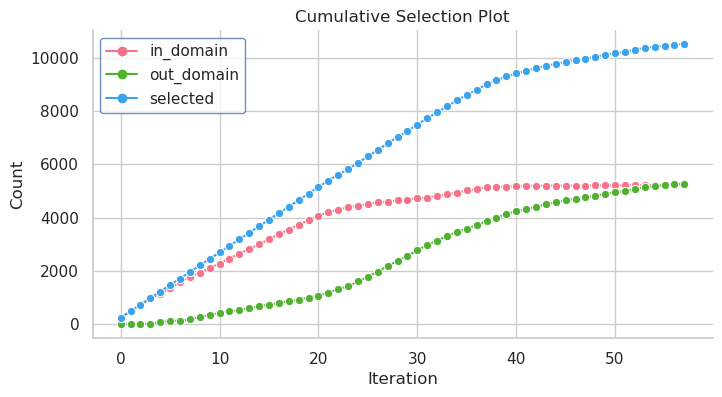 Cumulative Selection Plot
in_domain
out_domain
selected
10000
8000
6000
4000
2000
0
Count
0 10 20 30 40 50
Iteration